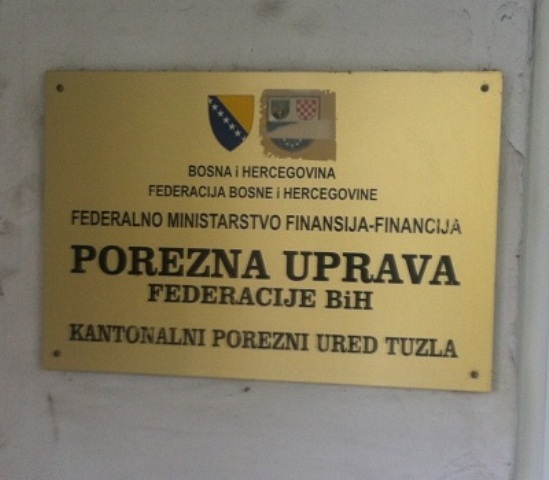 BOSNA i HERCEGOVINA
FEDERACIJA BOSNE i HERCEGOVINE
FEDERALNO MINISTARSTVO FINANSIJA-FINANCIJA
POREZNA UPRAVA
FEDERACIJE BiH
KANTONALNI POREZNI URED TUZLA